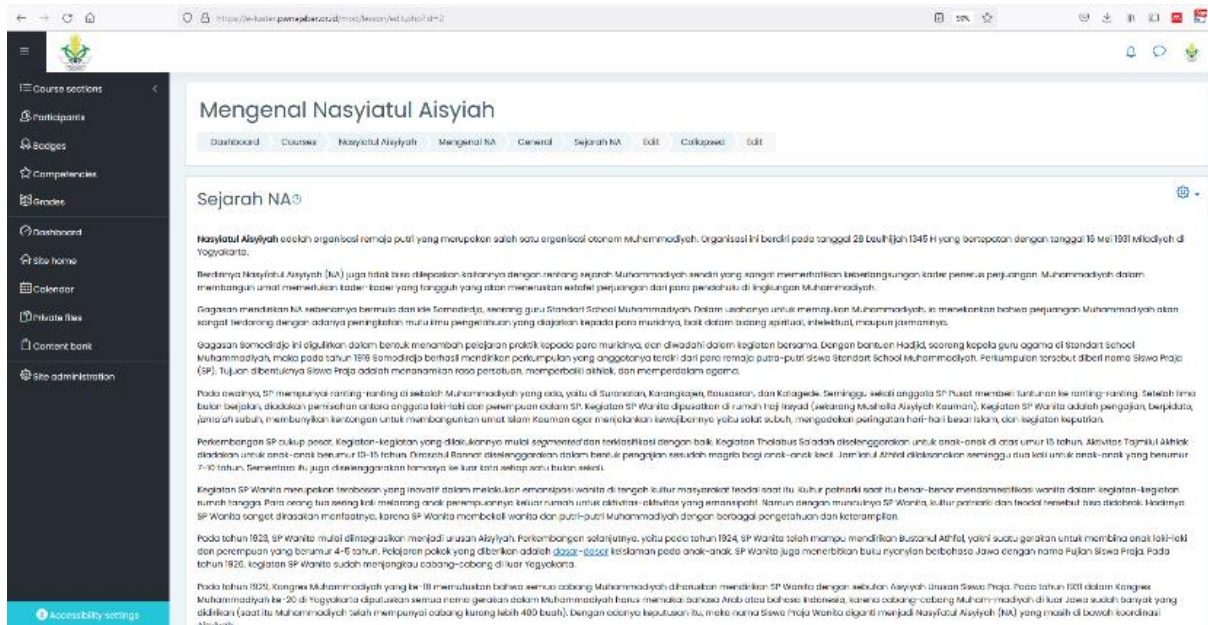 50%
Mengenal Nasyiatul Aisyiah
Dashboard Courses Nasyiatul Aisyiyah Mengenal NA General Sejarah NA Edit Collapsed Edit
Course sections
Participants
Badges
Competencies
Grades
Dashboard
Site home
Calendar
Private files
Content bank
Site administration
Accessibility settings
Sejarah NA
Nasyiatul Aisyiyah adalah organisasi remaja putri yang merupakan salah satu organisasi otonom Muhammadiyah. Organisasi ini berdiri pada tanggal 28 Dzulhijjah 1345 H yang bertepatan dengan tanggal 16 Mei 1931 Miladiyah di
Yogyakarta.
Berdirinya Nasyi'atul Aisyiyah (NA) juga tidak bisa dilepaskan kaitannya dengan rentang sejarah Muhammadiyah sendiri yang sangat memerhatikan keberlangsungan kader penerus perjuangan. Muhammadiyah dalam
membangun umat memerlukan kader-kader yang tangguh yang akan meneruskan estafet perjuangan dari para pendahulu di lingkungan Muhammadiyah.
Gagasan mendirikan NA sebenarnya bermula dari ide Somodirdjo, seorang guru Standart School Muhammadiyah. Dalam usahanya untuk memajukan Muhammadiyah, ia menekankan bahwa perjuangan Muhammadiyah akan
sangat terdorong dengan adanya peningkatan mutu ilmu pengetahuan yang diajarkan kepada para muridnya, baik dalam bidang spiritual, intelektual, maupun jasmaninya.
Gagasan Somodirdjo ini digulirkan dalam bentuk menambah pelajaran praktik kepada para muridnya, dan diwadahi dalam kegiatan bersama. Dengan bantuan Hadjid, seorang kepala guru agama di Standart School
Muhammadiyah, maka pada tahun 1919 Somodirdjo berhasil mendirikan perkumpulan yang anggotanya terdiri dari para remaja putra-putri siswa Standart School Muhammadiyah. Perkumpulan tersebut diberi nama Siswa Praja
(SP). Tujuan dibentuknya Siswa Praja adalah menanamkan rasa persatuan, memperbaiki akhlak, dan memperdalam agama.
Pada awalnya, SP mempunyai ranting-ranting di sekolah Muhammadiyah yang ada, yaitu di Suronatan, Karangkajen, Bausasran, dan Kotagede. Seminggu sekali anggota SP Pusat memberi tuntunan ke ranting-ranting. Setelah lima
bulan berjalan, diadakan pemisahan antara anggota laki-laki dan perempuan dalam SP. Kegiatan SP Wanita dipusatkan di rumah Haji Irsyad (sekarang Musholla Aisyiyah Kauman). Kegiatan SP Wanita adalah pengajian, berpidato,
jama'ah subuh, membunyikan kentongan untuk membangunkan umat Islam Kauman agar menjalankan kewajibannya yaitu salat subuh, mengadakan peringatan hari-hari besar Islam, dan kegiatan keputrian.
Perkembangan SP cukup pesat. Kegiatan-kegiatan yang dilakukannya mulai segmented dan terklasifikasi dengan baik. Kegiatan Thalabus Sa'adah diselenggarakan untuk anak-anak di atas umur 15 tahun. Aktivitas Tajmilul Akhlak
diadakan untuk anak-anak berumur 10-15 tahun. Dirasatul Bannat diselenggarakan dalam bentuk pengajian sesudah magrib bagi anak-anak kecil. Jam'iatul Athfal dilaksanakan seminggu dua kali untuk anak-anak yang berumur
7-10 tahun. Sementara itu juga diselenggarakan tamasya ke luar kota setiap satu bulan sekali.
Kegiatan SP Wanita merupakan terobosan yang inovatif dalam melakukan emansipasi wanita di tengah kultur masyarakat feodal saat itu. Kultur patriarki saat itu benar-benar mendomestifikasi wanita dalam kegiatan-kegiatan
rumah tangga. Para orang tua sering kali melarang anak perempuannya keluar rumah untuk aktivitas-aktivitas yang emansipatif. Namun dengan munculnya SP Wanita, kultur patriarki dan feodal tersebut bisa didobrak. Hadirnya
SP Wanita sangat dirasakan manfaatnya, karena SP Wanita membekali wanita dan putri-putri Muhammadiyah dengan berbagai pengetahuan dan keterampilan.
Pada tahun 1923, SP Wanita mulai diintegrasikan menjadi urusan Aisyiyah. Perkembangan selanjutnya, yaitu pada tahun 1924, SP Wanita telah mampu mendirikan Bustanul Athfal, yakni suatu gerakan untuk membina anak laki-laki
dan perempuan yang berumur 4-5 tahun. Pelajaran pokok yang diberikan adalah dasar-dasar keislaman pada anak-anak. SP Wanita juga menerbitkan buku nyanyian berbahasa Jawa dengan nama Pujian Siswa Praja. Pada
tahun 1926, kegiatan SP Wanita sudah menjangkau cabang-cabang di luar Yogyakarta.
Pada tahun 1929, Kongres Muhammadiyah yang ke-18 memutuskan bahwa semua cabang Muhammadiyah diharuskan mendirikan SP Wanita dengan sebutan Aisyiyah Urusan Siswa Praja. Pada tahun 1931 dalam Kongres
Muhammadiyah ke-20 di Yogyakarta diputuskan semua nama gerakan dalam Muhammadiyah harus memakai bahasa Arab atau bahasa Indonesia, karena cabang-cabang Muham-madiyah di luar Jawa sudah banyak yang
didirikan (saat itu Muhammadiyah telah mempunyai cabang kurang lebih 400 buah). Dengan adanya keputusan itu, maka nama Siswa Praja Wanita diganti menjadi Nasyi'atul Aisyiyah (NA) yang masih di bawah koordinasi